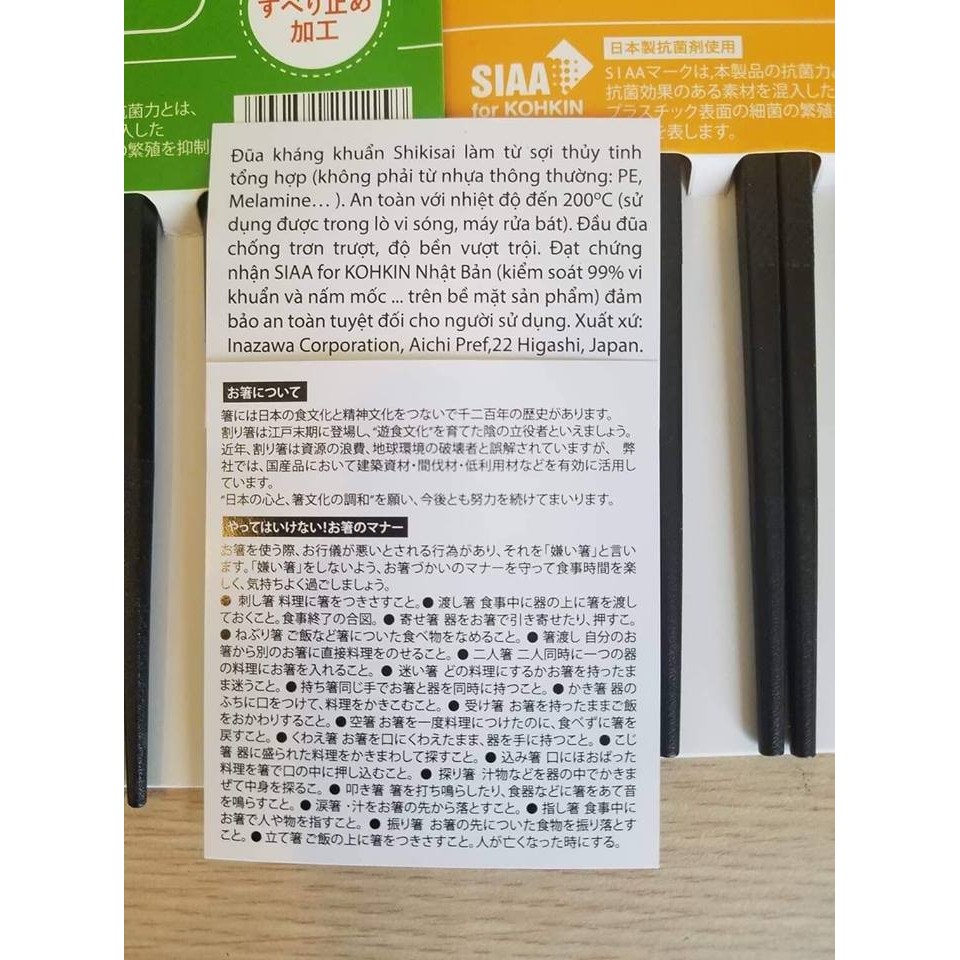 すべり止め
加工
菌力とは、
入した
の繁殖を抑制
SIAA
for KOHKIN
日本製抗菌剤使用
SIAAマークは、本製品の抗菌力
抗菌効果のある素材を混入した
プラスチック表面の細菌の繁殖
を表します。
Đũa kháng khuẩn Shikisai làm từ sợi thủy tinh
tổng hợp (không phải từ nhựa thông thường: PE,
Melamine... ). An toàn với nhiệt độ đến 200ºC (sử
dụng được trong lò vi sóng, máy rửa bát). Đầu đũa
chống trơn trượt, độ bền vượt trội. Đạt chứng
nhận SIAA for KOHKIN Nhật Bản (kiểm soát 99% vi
khuẩn và nấm mốc ... trên bề mặt sản phẩm) đảm
bảo an toàn tuyệt đối cho người sử dụng. Xuất xứ:
Inazawa Corporation, Aichi Pref,22 Higashi, Japan.
お箸について
箸には日本の食文化と精神文化をつないで千二百年の歴史があります。
割り箸は江戸末期に登場し、“遊食文化”を育てた陰の立役者といえましょう。
近年、割り箸は資源の浪費、地球環境の破壊者と誤解されていますが、 弊
社では、国産品において建築資材・間伐材・低利用材などを有効に活用し
ています。
“日本の心と、箸文化の調和”を願い、今後とも努力を続けてまいります。
やってはいけない!お箸のマナー
お箸を使う際、お行儀が悪いとされる行為があり、それを「嫌い箸」と言い
ます。「嫌い箸」をしないよう、お箸づかいのマナーを守って食事時間を楽
しく、気持ちよく過ごしましょう。
● 刺し箸 料理に箸をつきさすこと。● 渡し箸 食事中に器の上に箸を渡し
ておくこと。食事終了の合図。 ● 寄せ箸 器をお箸で引き寄せたり、押すこ。
● ねぶり箸 ご飯など箸についた食べ物をなめること。 ● 箸渡し 自分のお
箸から別のお箸に直接料理をのせること。 ● 二人箸 二人同時に一つの器
の料理にお箸を入れること。 ● 迷い箸 どの料理にするかお箸を持ったま
ま迷うこと。● 持ち箸同じ手でお箸と器を同時に持つこと。 ● かき箸 器の
ふちに口をつけて、料理をかきこむこと。 ● 受け箸 お箸を持ったままご飯
をおかわりすること。● 空箸 お箸を一度料理につけたのに、食べずに箸を
戻すこと。 ● くわえ箸 お箸を口にくわえたまま、器を手に持つこと。 ● こじ
箸 器に盛られた料理をかきまわして探すこと。 ● 込み箸 口にほおばった
料理を箸で口の中に押し込むこと。 ● 探り箸 汁物などを器の中でかきま
ぜて中身を探るこ。 ● 叩き箸 箸を打ち鳴らしたり、食器などに箸をあて音
を鳴らすこと。 ● 涙箸 ・汁をお箸の先から落とすこと。 ● 指し箸 食事中に
お箸で人や物を指すこと。 ● 振り箸 お箸の先についた食物を振り落とす
こと。 ● 立て箸 ご飯の上に箸をつきさすこと。人が亡くなった時にする。